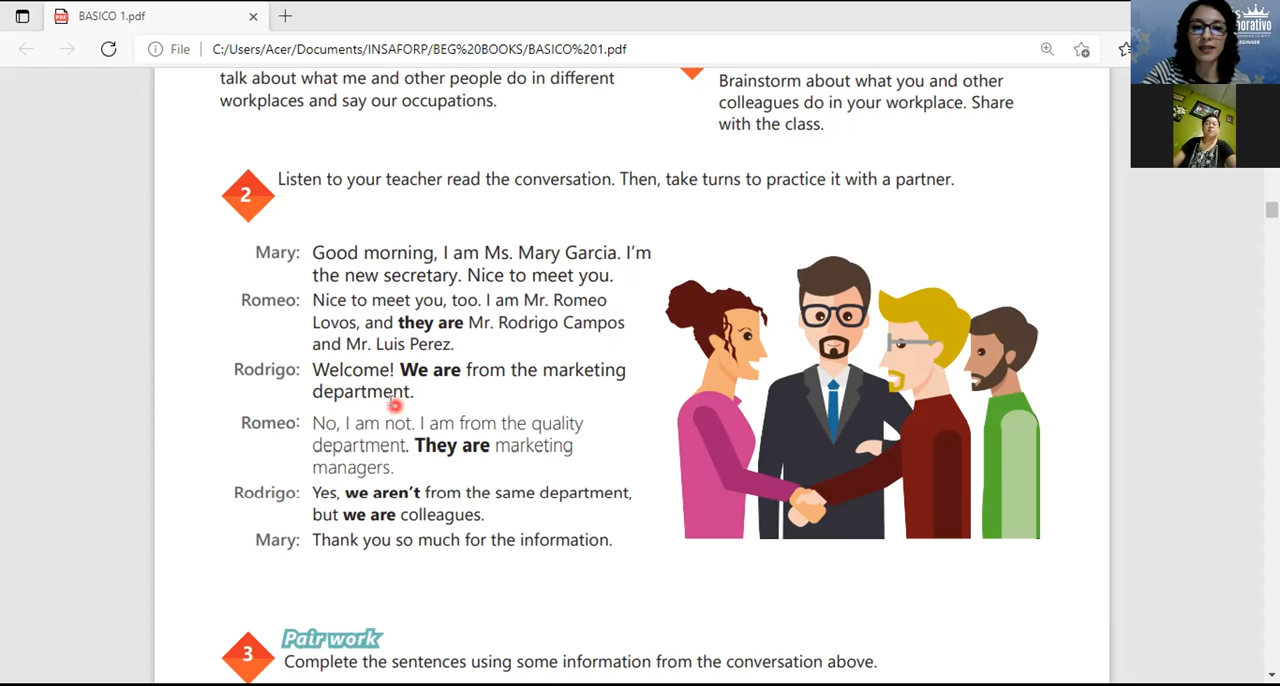 BASICO 1.pdf
File
C:/Users/Acer/Documents/INSAFORP/BEG%20BOOKS/BASICO%201.pdf
talk about what me and other people do in different
workplaces and say our occupations.
Brainstorm about what you and other
colleagues do in your workplace. Share
with the class.
2
Listen to your teacher read the conversation. Then, take turns to practice it with a partner.
Mary: Good morning, I am Ms. Mary Garcia. I'm
the new secretary. Nice to meet you.
Romeo: Nice to meet you, too. I am Mr. Romeo
Lovos, and they are Mr. Rodrigo Campos
and Mr. Luis Perez.
Rodrigo: Welcome! We are from the marketing
department.
Romeo: No, I am not. I am from the quality
department. They are marketing
managers.
Rodrigo: Yes, we aren't from the same department,
but we are colleagues.
Mary: Thank you so much for the information.
Pair work
3
Complete the sentences using some information from the conversation above.